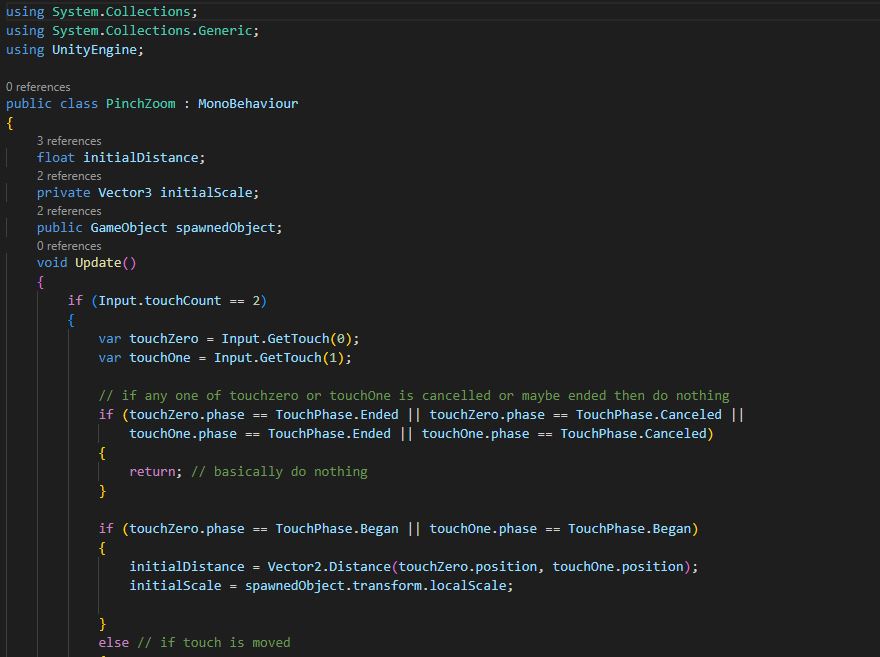 using System.Collections;
using System.Collections.Generic;
using UnityEngine;
0 references
public class PinchZoom : MonoBehaviour
{
3 references
float initialDistance;
2 references
private Vector3 initialScale;
2 references
public GameObject spawnedObject;
0 references
void Update()
{
if (Input.touchCount == 2)
{
var touchZero = Input.GetTouch(0);
var touchOne = Input.GetTouch(1);
// if any one of touchzero or touchOne is cancelled or maybe ended then do nothing
if (touchZero.phase == TouchPhase.Ended || touchZero.phase == TouchPhase.Canceled ||
touchOne.phase == TouchPhase.Ended || touchOne.phase == TouchPhase.Canceled)
{
return; // basically do nothing
}
if (touchZero.phase == TouchPhase.Began || touchOne.phase == TouchPhase.Began)
{
initialDistance = Vector2.Distance(touchZero.position, touchOne.position);
initialScale = spawnedObject.transform.localScale;
}
else // if touch is moved
{